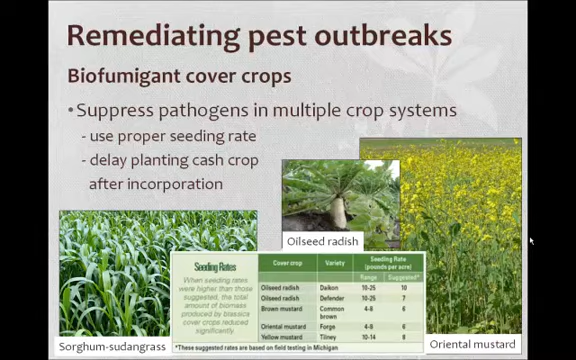 Remediating pest outbreaks
Biofumigant cover crops
•Suppress pathogens in multiple crop systems
- use proper seeding rate
- delay planting cash crop
after incorporation
Oilseed radish
Seeding Rates
When seeding rates
were higher than those
suggested, the total
amount of biomass
produced by brassica
cover crops reduced
significantly.
Cover crop Variety Seeding Rate
(pounds per acre)
Range Suggested*
Oilseed radish Daikon 10-25 10
Oilseed radish Defender 10-25 7
Brown mustard Common
brown 4-8 6
Oriental mustard Forge 4-8 6
Yellow mustard Tilney 10-14 8
*These suggested rates are based on field testing in Michigan
Sorghum-sudangrass
Oriental mustard